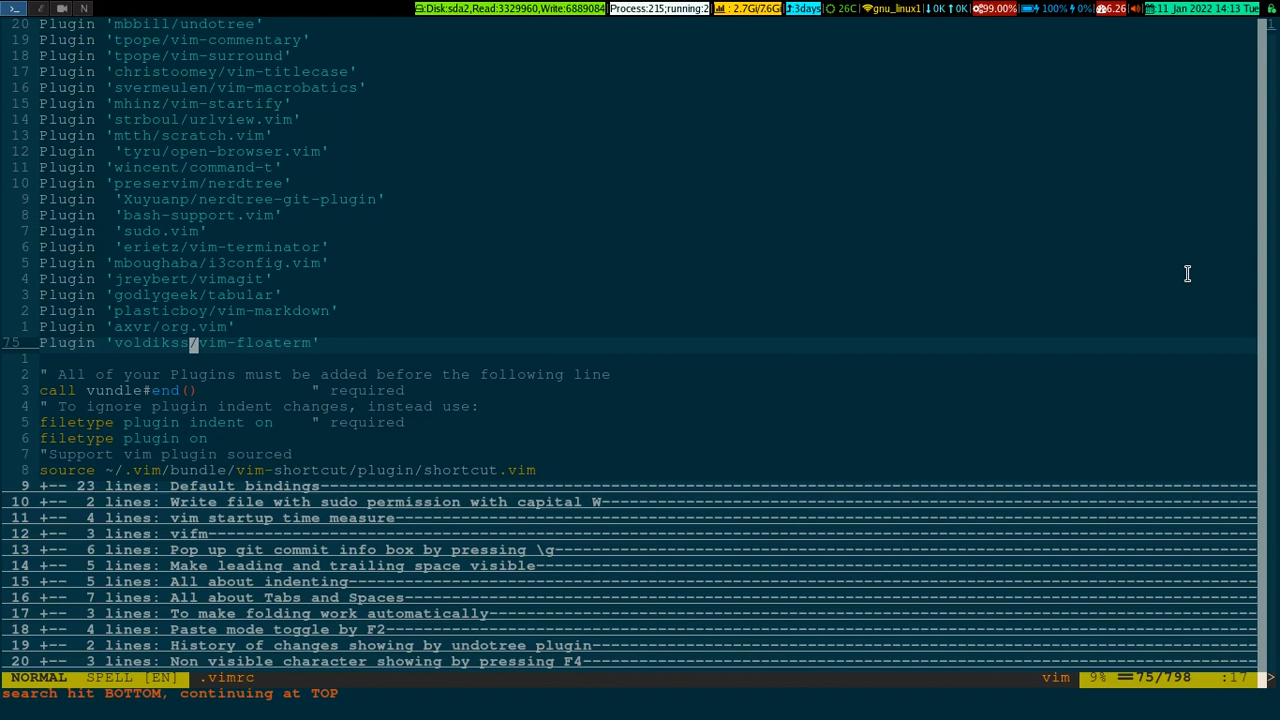 >_ N Disk:sda2,Read:3329960,Write:6889084 Process:215;running:2 : 2.7Gi/7.6Gi :3days 26C gnu_linux1 0K 0K :99.00% 100% 0% 6.26 :11 Jan 2022 14:13 Tue
20 Plugin 'mbbill/undotree' 1
19 Plugin 'tpope/vim-commentary'
18 Plugin 'tpope/vim-surround'
17 Plugin 'christoomey/vim-titlecase'
16 Plugin 'svermeulen/vim-macrobatics'
15 Plugin 'mhinz/vim-startify'
14 Plugin 'strboul/urlview.vim'
13 Plugin 'mtth/scratch.vim'
12 Plugin  'tyru/open-browser.vim'
11 Plugin 'wincent/command-t'
10 Plugin 'preservim/nerdtree'
9 Plugin  'Xuyuanp/nerdtree-git-plugin'
8 Plugin  'bash-support.vim'
7 Plugin  'sudo.vim'
6 Plugin  'erietz/vim-terminator'
5 Plugin 'mboughaba/i3config.vim'
4 Plugin 'jreybert/vimagit'
3 Plugin 'godlygeek/tabular'
2 Plugin 'plasticboy/vim-markdown'
1 Plugin 'axvr/org.vim'
75 Plugin 'voldikss/vim-floaterm'
1
2 " All of your Plugins must be added before the following line
3 call vundle#end()            " required
4 " To ignore plugin indent changes, instead use:
5 filetype plugin indent on    " required
6 filetype plugin on
7 "Support vim plugin sourced
8 source ~/.vim/bundle/vim-shortcut/plugin/shortcut.vim
9 +-- 23 lines: Default bindings----------------------------------------------------------------------------------------------------
10 +--  2 lines: Write file with sudo permission with capital W----------------------------------------------------------------------
11 +--  4 lines: vim startup time measure--------------------------------------------------------------------------------------------
12 +--  3 lines: vifm----------------------------------------------------------------------------------------------------------------
13 +--  6 lines: Pop up git commit info box by pressing \g---------------------------------------------------------------------------
14 +--  5 lines: Make leading and trailing space visible-----------------------------------------------------------------------------
15 +--  5 lines: All about indenting-------------------------------------------------------------------------------------------------
16 +--  7 lines: All about Tabs and Spaces-------------------------------------------------------------------------------------------
17 +--  3 lines: To make folding work automatically----------------------------------------------------------------------------------
18 +--  4 lines: Paste mode toggle by F2---------------------------------------------------------------------------------------------
19 +--  2 lines: History of changes showing by undotree plugin-----------------------------------------------------------------------
20 +--  3 lines: Non visible character showing by pressing F4------------------------------------------------------------------------
NORMAL SPELL [EN] .vimrc vim 9% 75/798 :17 >
search hit BOTTOM, continuing at TOP